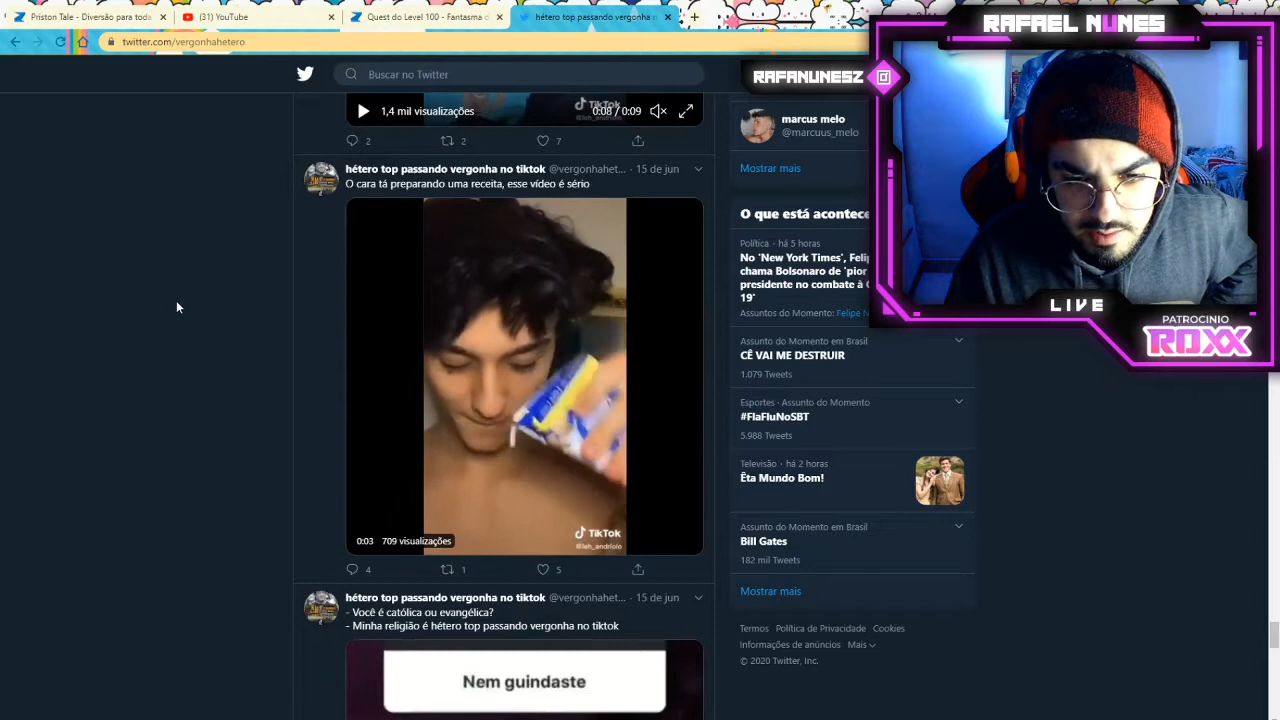 Priston Tale - Diversão para toda
(31) YouTube
Quest do Level 100 - Fantasma d
hétero top passando vergonha n
twitter.com/vergonhahetero
RAFAEL NUNES
RAFANUNESZ
Buscar no Twitter
1,4 mil visualizações
0:08 / 0:09
TikTok
2
2
7
marcus melo
@marcuus_melo
Mostrar mais
hétero top passando vergonha no tiktok @vergonhahet... · 15 de jun
O cara tá preparando uma receita, esse vídeo é sério
O que está acontece
Política · há 5 horas
No 'New York Times', Felip
chama Bolsonaro de 'pior
presidente no combate à C
19'
Assuntos do Momento: Felipe N
LIVE
PATROCINIO
ROXX
Assunto do Momento em Brasil
CÊ VAI ME DESTRUIR
1.079 Tweets
Esportes · Assunto do Momento
#FlaFluNoSBT
5.988 Tweets
Televisão · há 2 horas
Êta Mundo Bom!
Assunto do Momento em Brasil
Bill Gates
182 mil Tweets
Mostrar mais
TikTok
@leh_andrioio
0:03
709 visualizações
4
1
5
hétero top passando vergonha no tiktok @vergonhahet... · 15 de jun
- Você é católica ou evangélica?
- Minha religião é hétero top passando vergonha no tiktok
Nem guindaste
Termos Política de Privacidade Cookies
Informações de anúncios Mais
© 2020 Twitter, Inc.